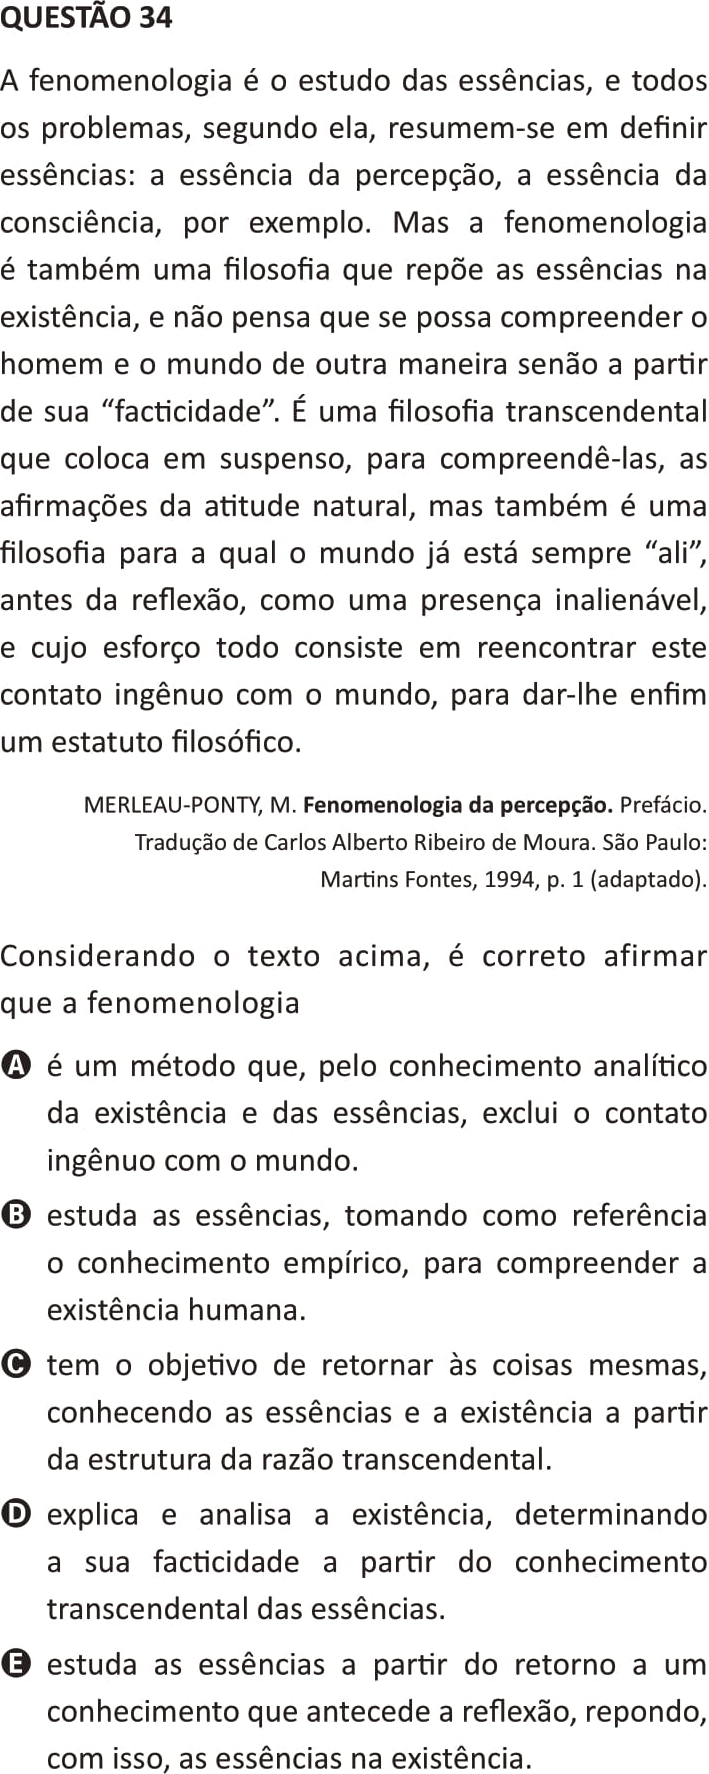 QUESTÃO 34
A fenomenologia é o estudo das essências, e todos
os problemas, segundo ela, resumem-se em definir
essências: a essência da percepção, a essência da
consciência, por exemplo. Mas a fenomenologia
é também uma filosofia que repõe as essências na
existência, e não pensa que se possa compreender o
homem e o mundo de outra maneira senão a partir
de sua “facticidade”. É uma filosofia transcendental
que coloca em suspenso, para compreendê-las, as
afirmações da atitude natural, mas também é uma
filosofia para a qual o mundo já está sempre “ali”,
antes da reflexão, como uma presença inalienável,
e cujo esforço todo consiste em reencontrar este
contato ingênuo com o mundo, para dar-lhe enfim
um estatuto filosófico.
MERLEAU-PONTY, M. Fenomenologia da percepção. Prefácio.
Tradução de Carlos Alberto Ribeiro de Moura. São Paulo:
Martins Fontes, 1994, p. 1 (adaptado).
Considerando o texto acima, é correto afirmar
que a fenomenologia
A é um método que, pelo conhecimento analítico
da existência e das essências, exclui o contato
ingênuo com o mundo.
B estuda as essências, tomando como referência
o conhecimento empírico, para compreender a
existência humana.
C tem o objetivo de retornar às coisas mesmas,
conhecendo as essências e a existência a partir
da estrutura da razão transcendental.
D explica e analisa a existência, determinando
a sua facticidade a partir do conhecimento
transcendental das essências.
E estuda as essências a partir do retorno a um
conhecimento que antecede a reflexão, repondo,
com isso, as essências na existência.